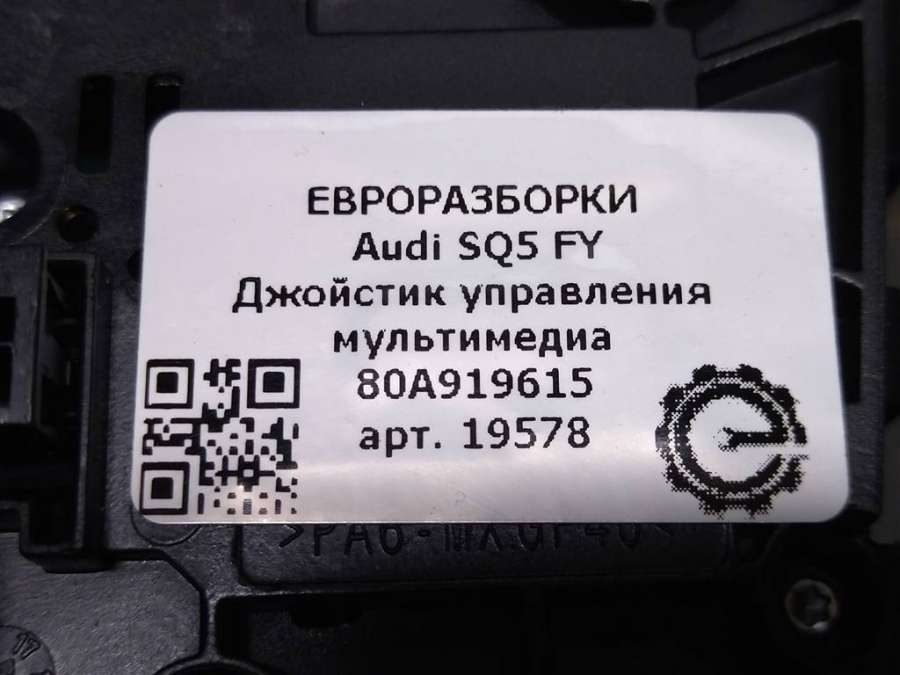 ЕВРОРАЗБОРКИ
Audi SQ5 FY
Джойстик управления
мультимедиа
80A919615
арт. 19578